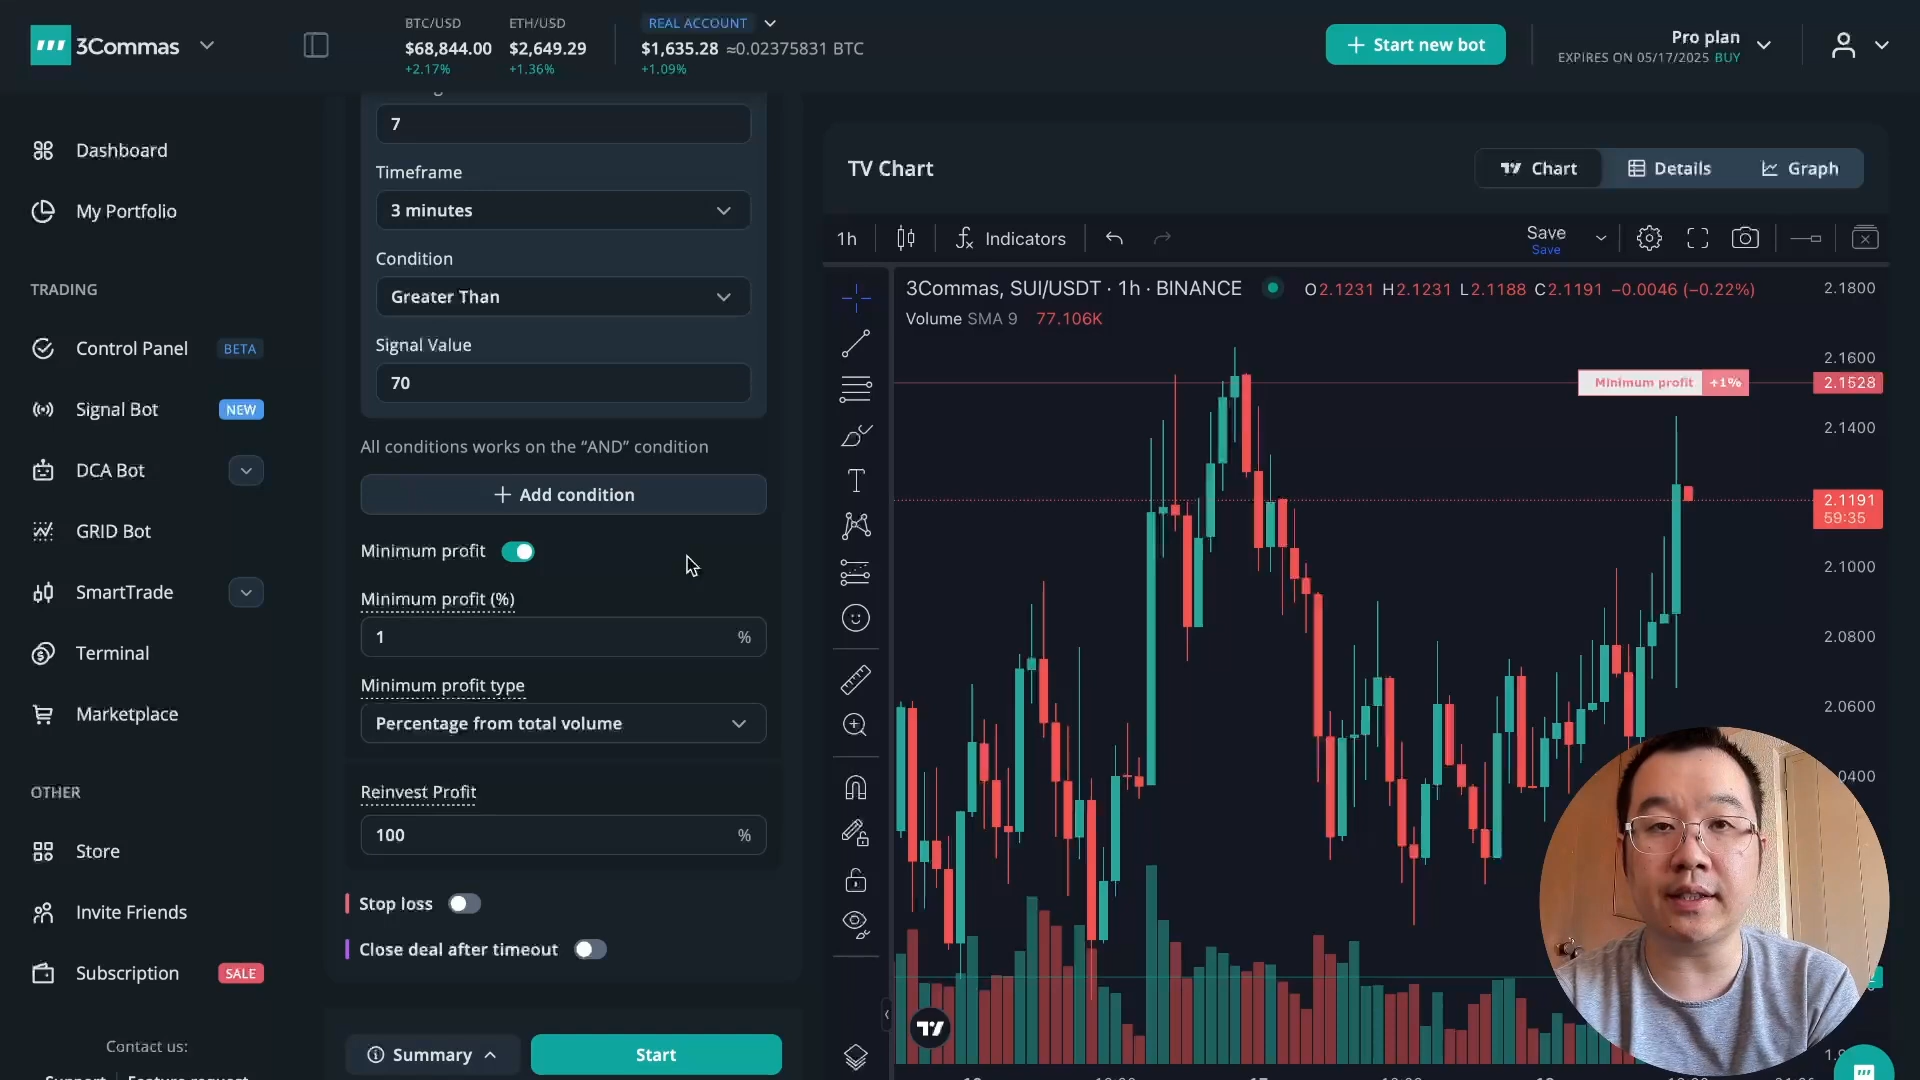 3Commas
BTC/USD
$68,844.00
+2.17%
ETH/USD
$2,649.29
+1.36%
REAL ACCOUNT
$1,635.28 ≈0.02375831 BTC
+1.09%
+ Start new bot
Pro plan
EXPIRES ON 05/17/2025 BUY
Dashboard
My Portfolio
TRADING
Control Panel BETA
Signal Bot NEW
DCA Bot
GRID Bot
SmartTrade
Terminal
Marketplace
OTHER
Store
Invite Friends
Subscription SALE
Contact us:
Support | Feature request
7
Timeframe
3 minutes
Condition
Greater Than
Signal Value
70
All conditions works on the “AND” condition
+ Add condition
Minimum profit
Minimum profit (%)
1 %
Minimum profit type
Percentage from total volume
Reinvest Profit
100 %
Stop loss
Close deal after timeout
Summary
Start
TV Chart
Chart
Details
Graph
1h
Indicators
Save
Save
3Commas, SUI/USDT · 1h · BINANCE O2.1231 H2.1231 L2.1188 C2.1191 −0.0046 (−0.22%)
Volume SMA 9 77.106K
Minimum profit +1%
2.1800
2.1600
2.1528
2.1400
2.1191
59:35
2.1000
2.0800
2.0600